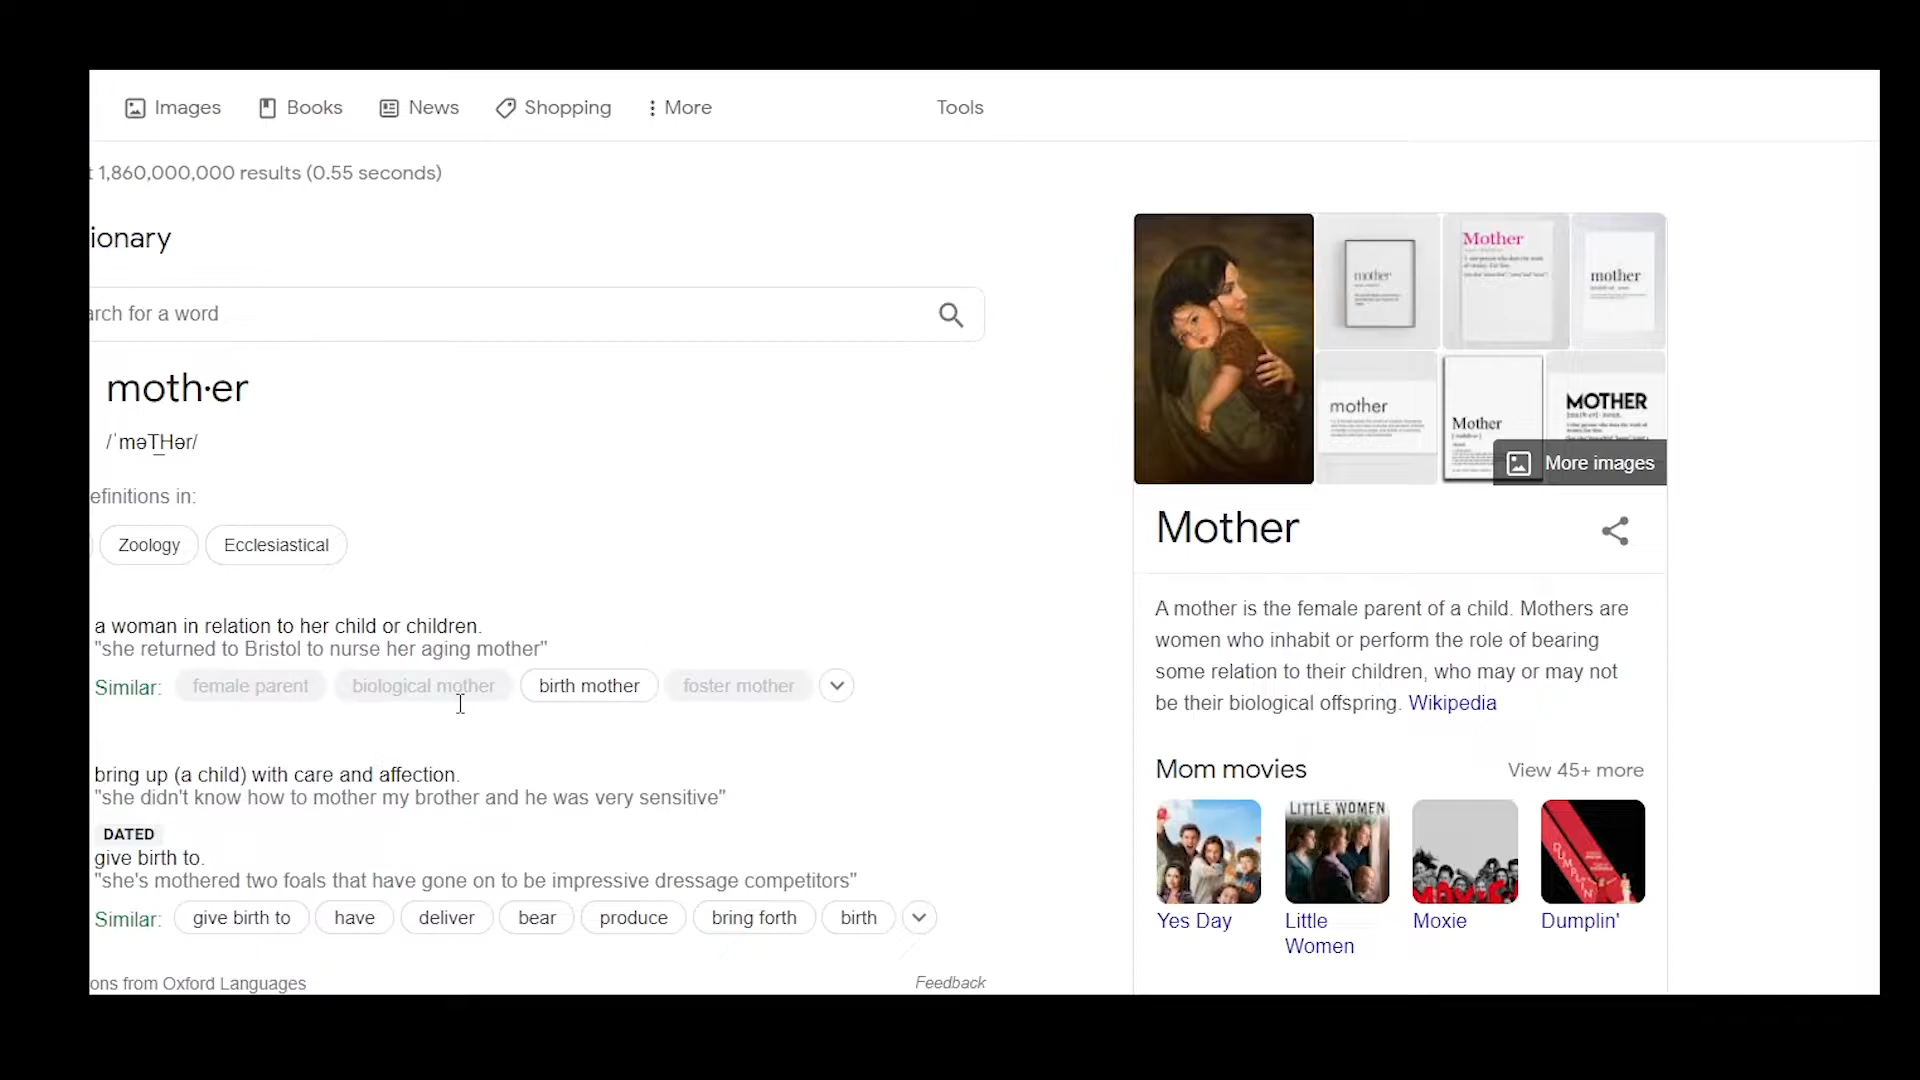 Images Books News Shopping More Tools
1,860,000,000 results (0.55 seconds)
ionary
arch for a word
moth·er
/ˈməT͟Hər/
efinitions in:
Zoology Ecclesiastical
a woman in relation to her child or children.
"she returned to Bristol to nurse her aging mother"
Similar: female parent biological mother birth mother foster mother
bring up (a child) with care and affection.
"she didn't know how to mother my brother and he was very sensitive"
DATED
give birth to.
"she's mothered two foals that have gone on to be impressive dressage competitors"
Similar: give birth to have deliver bear produce bring forth birth
ons from Oxford Languages
Feedback
mother
Mother
mother
mother
Mother
MOTHER
More images
Mother
A mother is the female parent of a child. Mothers are
women who inhabit or perform the role of bearing
some relation to their children, who may or may not
be their biological offspring. Wikipedia
Mom movies View 45+ more
LITTLE WOMEN
DUMPLIN'
Yes Day
Little
Women
Moxie
Dumplin'